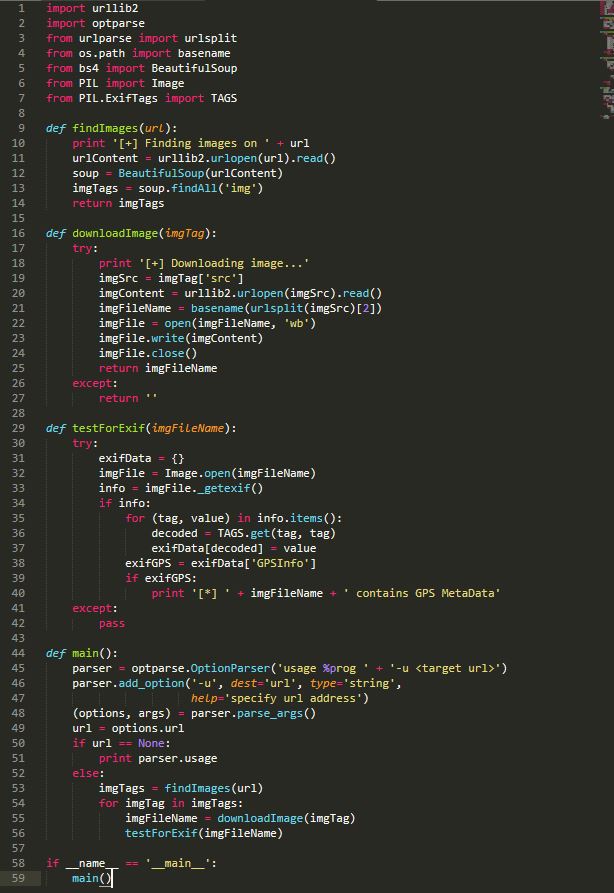 1 import urllib2
2 import optparse
3 from urlparse import urlsplit
4 from os.path import basename
5 from bs4 import BeautifulSoup
6 from PIL import Image
7 from PIL.ExifTags import TAGS
8
9 def findImages(url):
10     print '[+] Finding images on ' + url
11     urlContent = urllib2.urlopen(url).read()
12     soup = BeautifulSoup(urlContent)
13     imgTags = soup.findAll('img')
14     return imgTags
15
16 def downloadImage(imgTag):
17     try:
18         print '[+] Downloading image...'
19         imgSrc = imgTag['src']
20         imgContent = urllib2.urlopen(imgSrc).read()
21         imgFileName = basename(urlsplit(imgSrc)[2])
22         imgFile = open(imgFileName, 'wb')
23         imgFile.write(imgContent)
24         imgFile.close()
25         return imgFileName
26     except:
27         return ''
28
29 def testForExif(imgFileName):
30     try:
31         exifData = {}
32         imgFile = Image.open(imgFileName)
33         info = imgFile._getexif()
34         if info:
35             for (tag, value) in info.items():
36                 decoded = TAGS.get(tag, tag)
37                 exifData[decoded] = value
38             exifGPS = exifData['GPSInfo']
39             if exifGPS:
40                 print '[*] ' + imgFileName + ' contains GPS MetaData'
41     except:
42         pass
43
44 def main():
45     parser = optparse.OptionParser('usage %prog ' + '-u <target url>')
46     parser.add_option('-u', dest='url', type='string',
47                       help='specify url address')
48     (options, args) = parser.parse_args()
49     url = options.url
50     if url == None:
51         print parser.usage
52     else:
53         imgTags = findImages(url)
54         for imgTag in imgTags:
55             imgFileName = downloadImage(imgTag)
56             testForExif(imgFileName)
57
58 if __name__ == '__main__':
59     main()